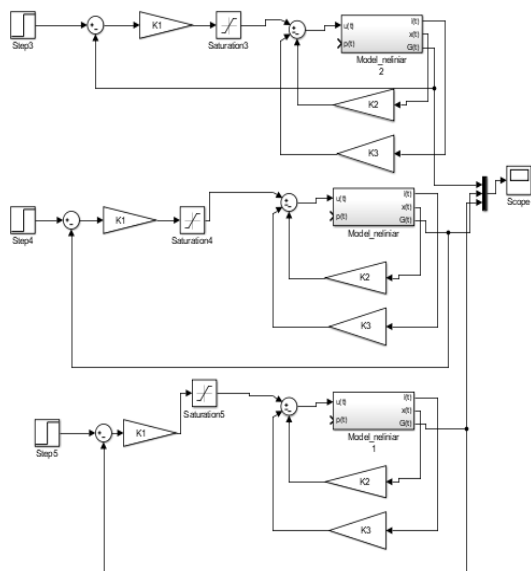 Step3
K1
Saturation3
u(t)
p(t)
I(t)
x(t)
G(t)
Model_neliniar
2
K2
K3
Scope
Step4
K1
Saturation4
u(t)
p(t)
I(t)
x(t)
G(t)
Model_neliniar
K2
K3
Step5
K1
Saturation5
u(t)
p(t)
I(t)
x(t)
G(t)
Model_neliniar
1
K2
K3